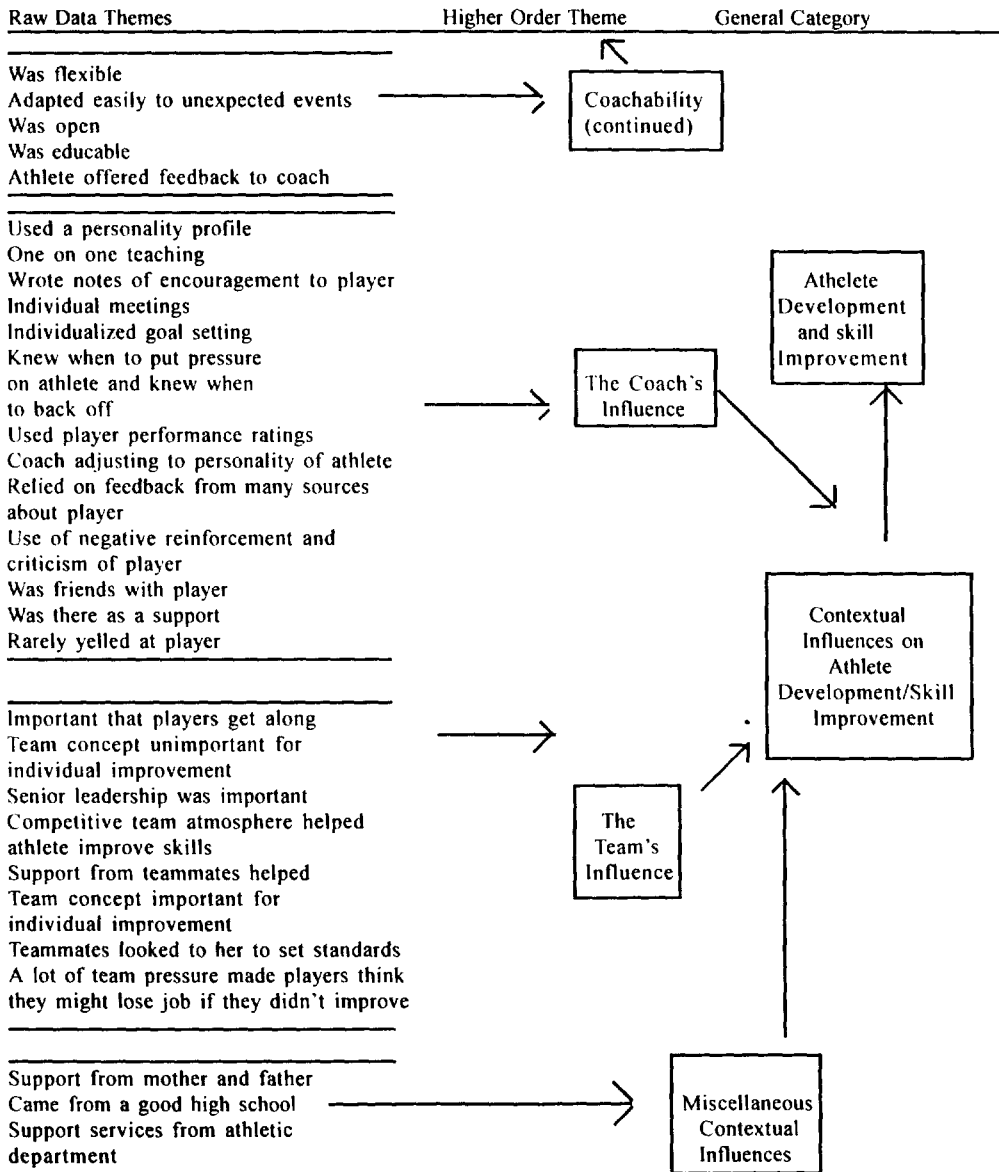 Raw Data Themes Higher Order Theme General Category
Was flexible
Adapted easily to unexpected events
Was open
Was educable
Athlete offered feedback to coach
Coachability
(continued)
Used a personality profile
One on one teaching
Wrote notes of encouragement to player
Individual meetings
Individualized goal setting
Knew when to put pressure
on athlete and knew when
to back off
Used player performance ratings
Coach adjusting to personality of athlete
Relied on feedback from many sources
about player
Use of negative reinforcement and
criticism of player
Was friends with player
Was there as a support
Rarely yelled at player
The Coach's
Influence
Athelete
Development
and skill
Improvement
Contextual
Influences on
Athlete
Development/Skill
Improvement
Important that players get along
Team concept unimportant for
individual improvement
Senior leadership was important
Competitive team atmosphere helped
athlete improve skills
Support from teammates helped
Team concept important for
individual improvement
Teammates looked to her to set standards
A lot of team pressure made players think
they might lose job if they didn't improve
The
Team's
Influence
Support from mother and father
Came from a good high school
Support services from athletic
department
Miscellaneous
Contextual
Influences